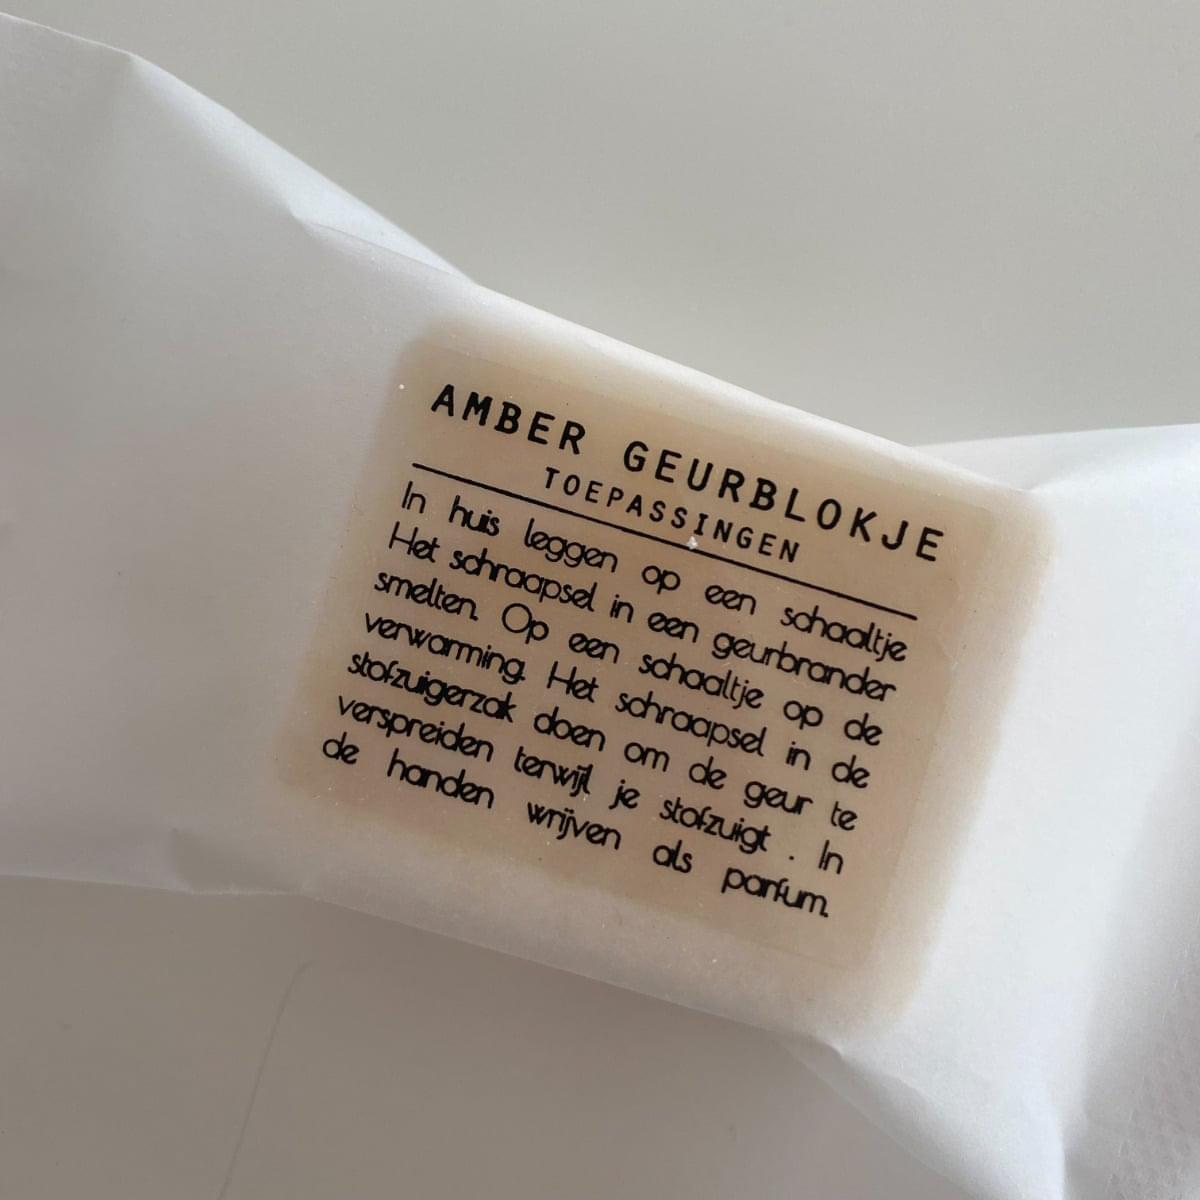 AMBER GEURBLOKJE
TOEPASSINGEN
In huis leggen op een schaaltje
Het schraapsel in een geurbrander
smelten. Op een schaaltje op de
verwarming. Het schraapsel in de
stofzuigerzak doen om de geur te
verspreiden terwijl je stofzuigt . In
de handen wrijven als parfum.